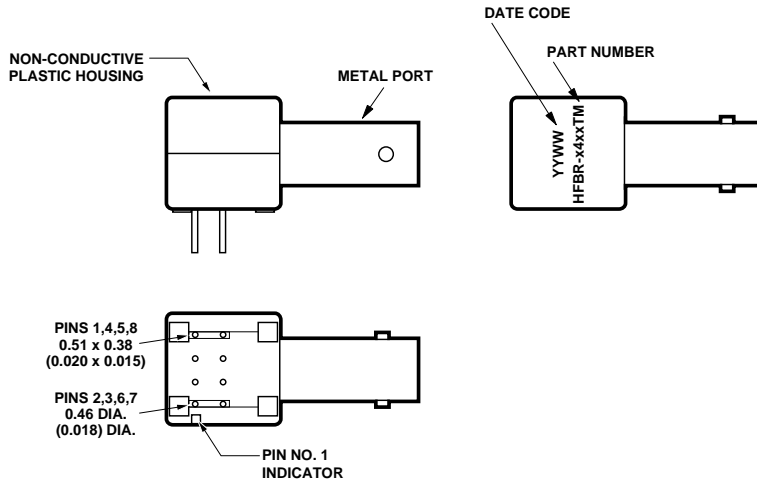 DATE CODE
PART NUMBER
NON-CONDUCTIVE
PLASTIC HOUSING
METAL PORT
YYWW
HFBR-x4xxTM
PINS 1,4,5,8
0.51 x 0.38
(0.020 x 0.015)
PINS 2,3,6,7
0.46 DIA.
(0.018) DIA.
PIN NO. 1
INDICATOR